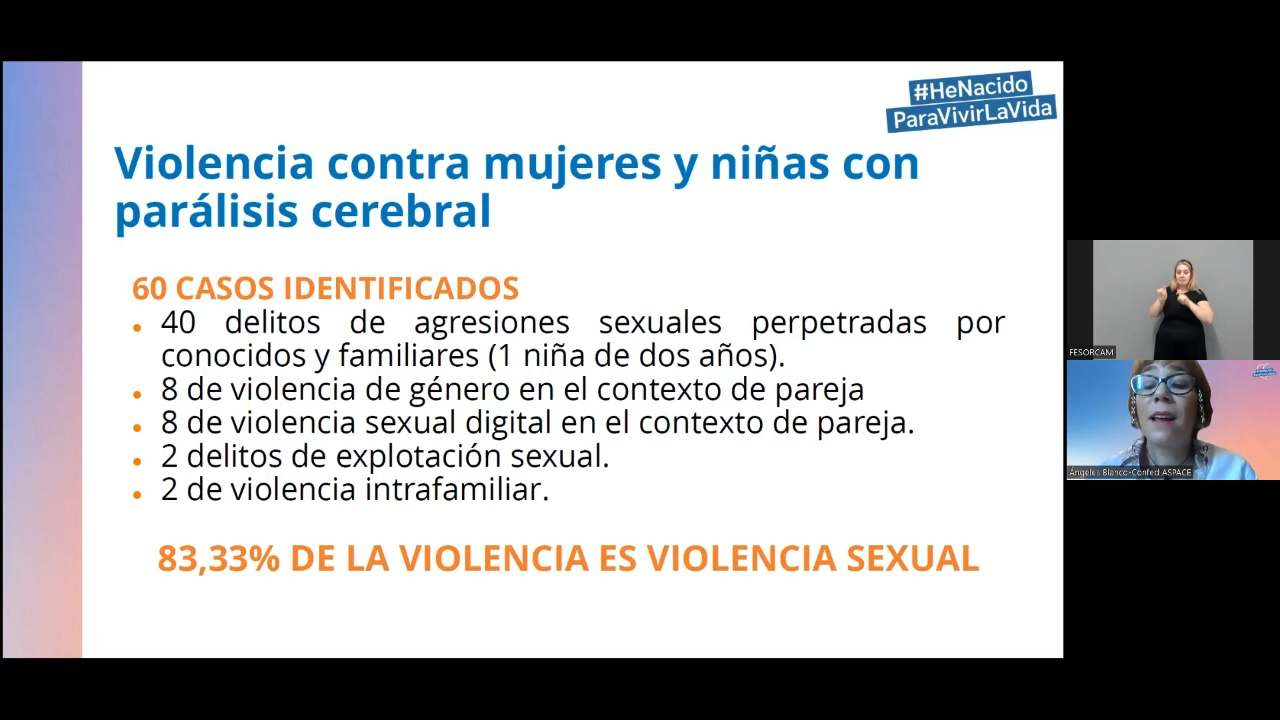 #HeNacido
ParaVivirLaVida
Violencia contra mujeres y niñas con
parálisis cerebral
60 CASOS IDENTIFICADOS
• 40 delitos de agresiones sexuales perpetradas por
conocidos y familiares (1 niña de dos años).
• 8 de violencia de género en el contexto de pareja
• 8 de violencia sexual digital en el contexto de pareja.
• 2 delitos de explotación sexual.
• 2 de violencia intrafamiliar.
83,33% DE LA VIOLENCIA ES VIOLENCIA SEXUAL
FESORCAM
Ángeles Blanco-Confed ASPACE